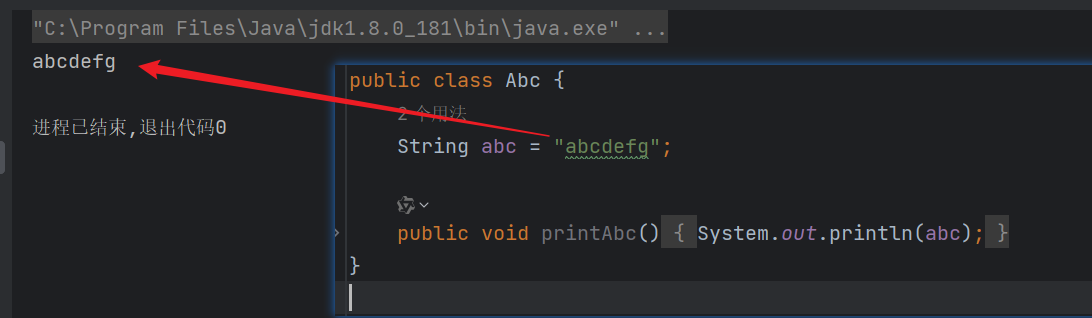 "C:\Program Files\Java\jdk1.8.0_181\bin\java.exe" ...
abcdefg
进程已结束,退出代码0
public class Abc {
2 个用法
String abc = "abcdefg";
public void printAbc() { System.out.println(abc); }
}